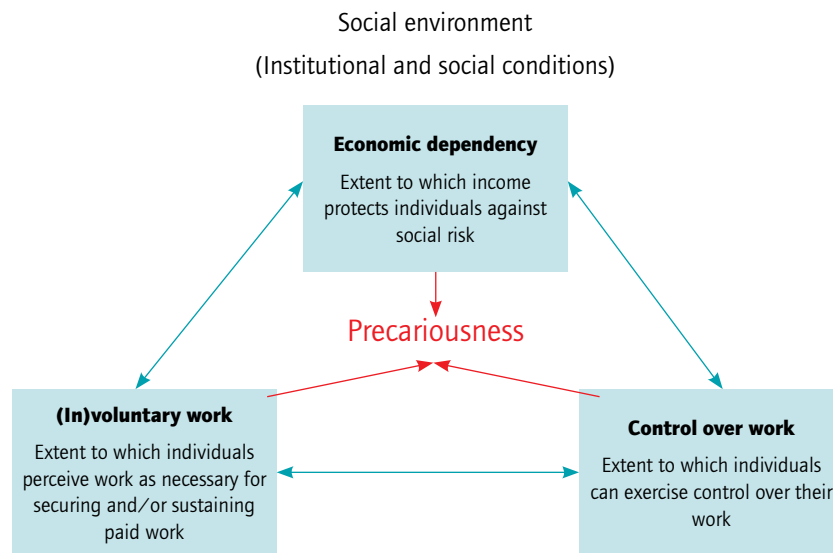 Social environment
(Institutional and social conditions)
Economic dependency
Extent to which income
protects individuals against
social risk
Precariousness
(In)voluntary work
Extent to which individuals
perceive work as necessary for
securing and/or sustaining
paid work
Control over work
Extent to which individuals
can exercise control over their
work